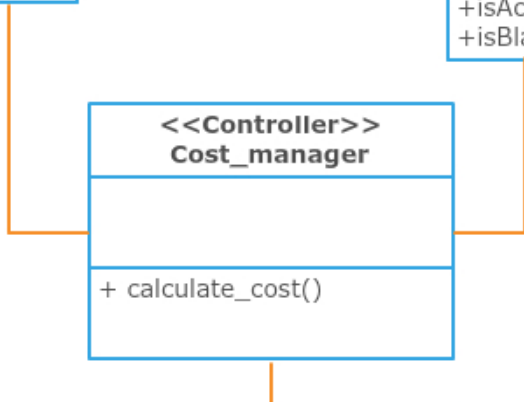 <<Controller>>
Cost_manager
+ calculate_cost()